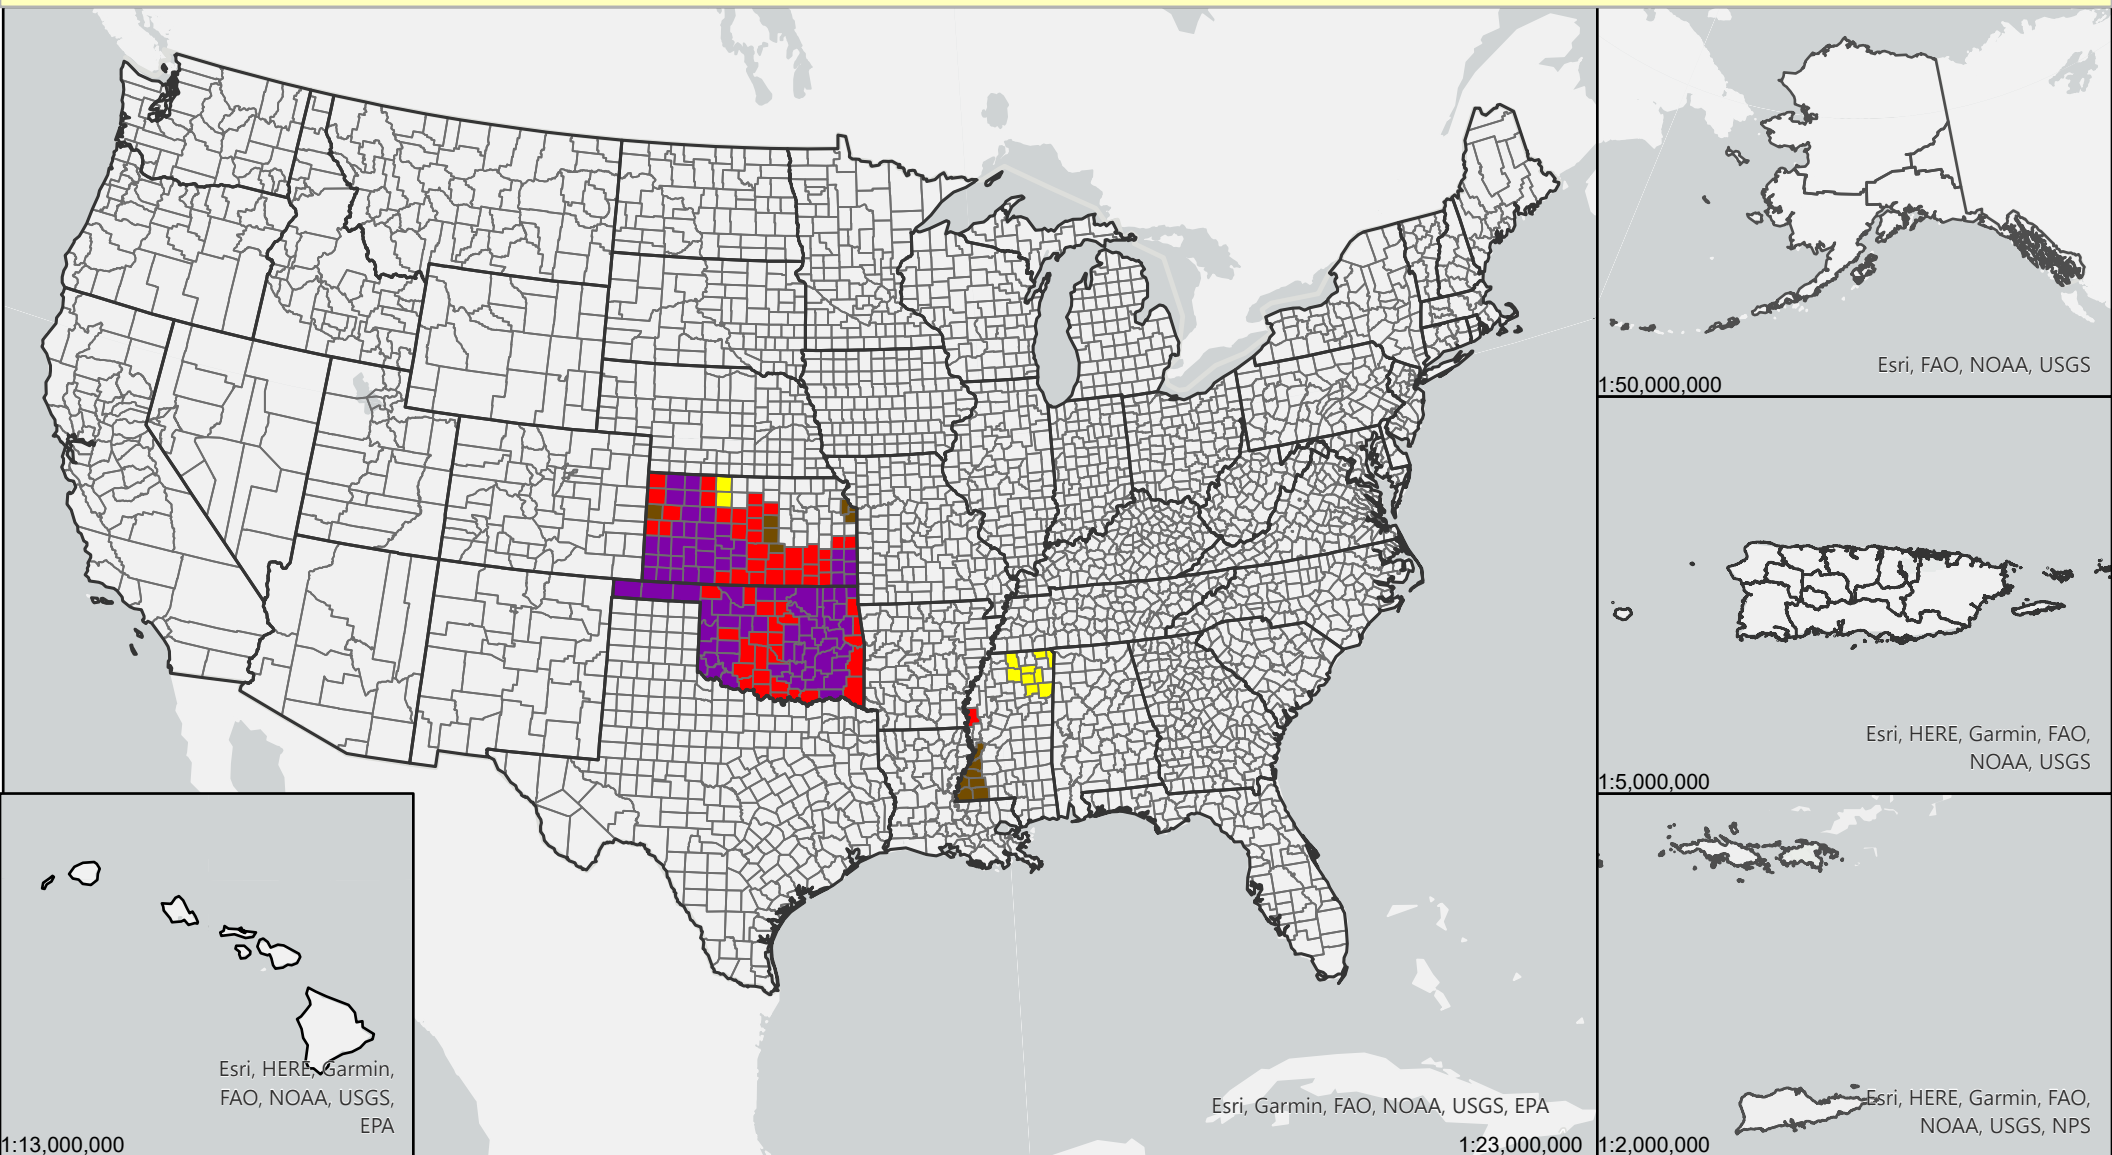 Esri, FAO, NOAA, USGS
1:50,000,000
Esri, HERE, Garmin, FAO,
NOAA, USGS
1:5,000,000
Esri, HERE, Garmin,
FAO, NOAA, USGS,
EPA
1:13,000,000
Esri, Garmin, FAO, NOAA, USGS, EPA
1:23,000,000
Esri, HERE, Garmin, FAO,
NOAA, USGS, NPS
1:2,000,000